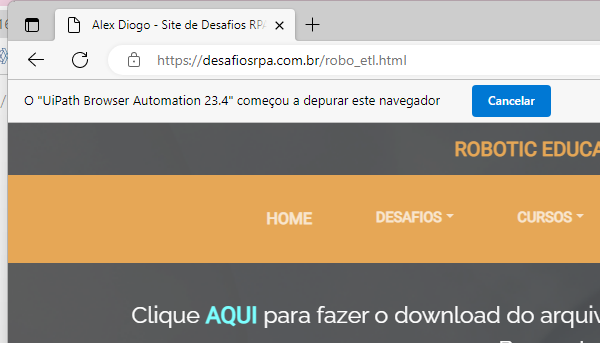 Alex Diogo - Site de Desafios RPA
https://desafiosrpa.com.br/robo_etl.html
O "UiPath Browser Automation 23.4" começou a depurar este navegador
Cancelar
ROBOTIC EDUCA
HOME
DESAFIOS
CURSOS
Clique AQUI para fazer o download do arquiv